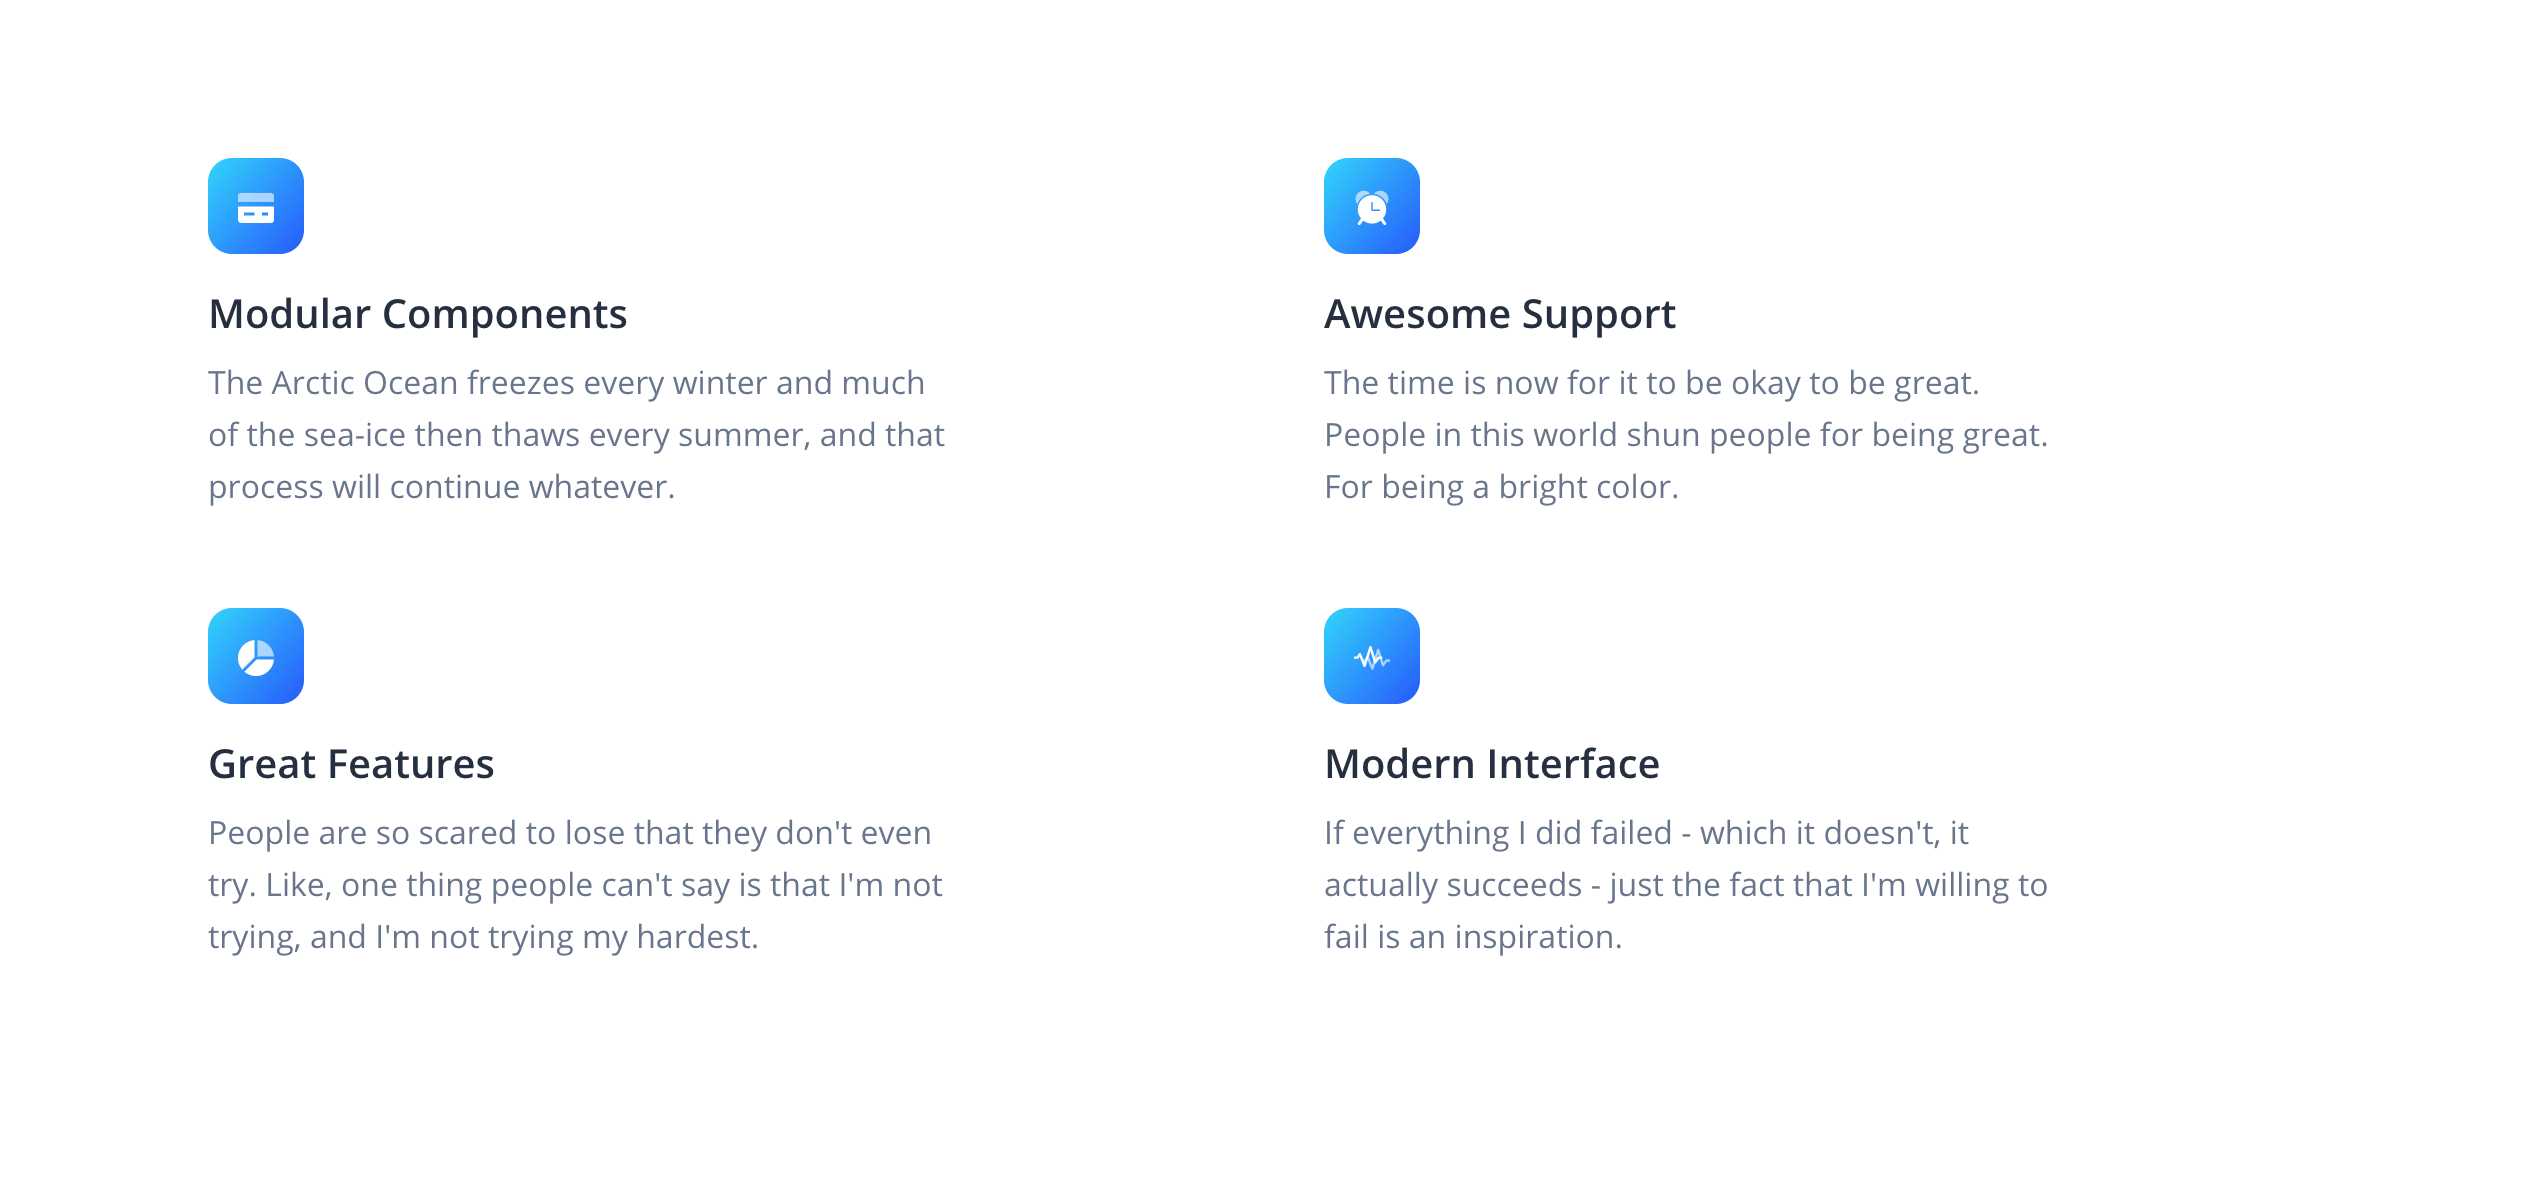 Modular Components
The Arctic Ocean freezes every winter and much
of the sea-ice then thaws every summer, and that
process will continue whatever.
Awesome Support
The time is now for it to be okay to be great.
People in this world shun people for being great.
For being a bright color.
Great Features
People are so scared to lose that they don't even
try. Like, one thing people can't say is that I'm not
trying, and I'm not trying my hardest.
Modern Interface
If everything I did failed - which it doesn't, it
actually succeeds - just the fact that I'm willing to
fail is an inspiration.